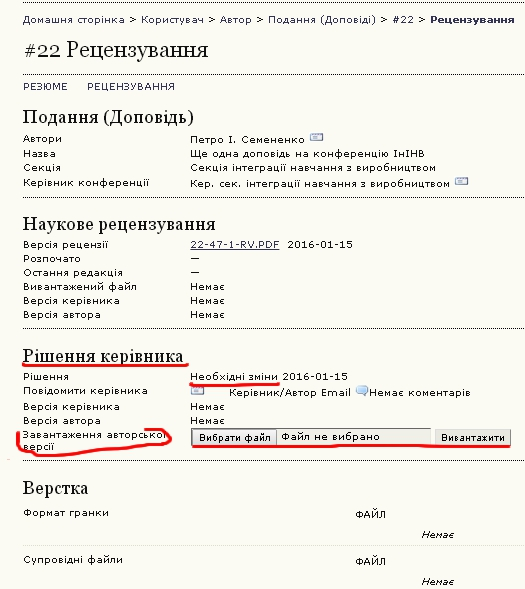 Домашня сторінка > Користувач > Автор > Подання (Доповіді) > #22 > Рецензування
#22 Рецензування
РЕЗЮМЕ РЕЦЕНЗУВАННЯ
Подання (Доповідь)
Автори Петро І. Семененко
Назва Ще одна доповідь на конференцію ІнІНВ
Секція Секція інтеграції навчання з виробництвом
Керівник конференції Кер. сек. інтеграції навчання з виробництвом
Наукове рецензування
Версія рецензії 22-47-1-RV.PDF 2016-01-15
Розпочато —
Остання редакція —
Вивантажений файл Немає
Версія керівника Немає
Версія автора Немає
Рішення керівника
Рішення Необхідні зміни 2016-01-15
Повідомити керівника Керівник/Автор Email Немає коментарів
Версія керівника Немає
Версія автора Немає
Завантаження авторської версії Вибрати файл Файл не вибрано Вивантажити
Верстка
Формат гранки ФАЙЛ
Немає
Супровідні файли ФАЙЛ
Немає